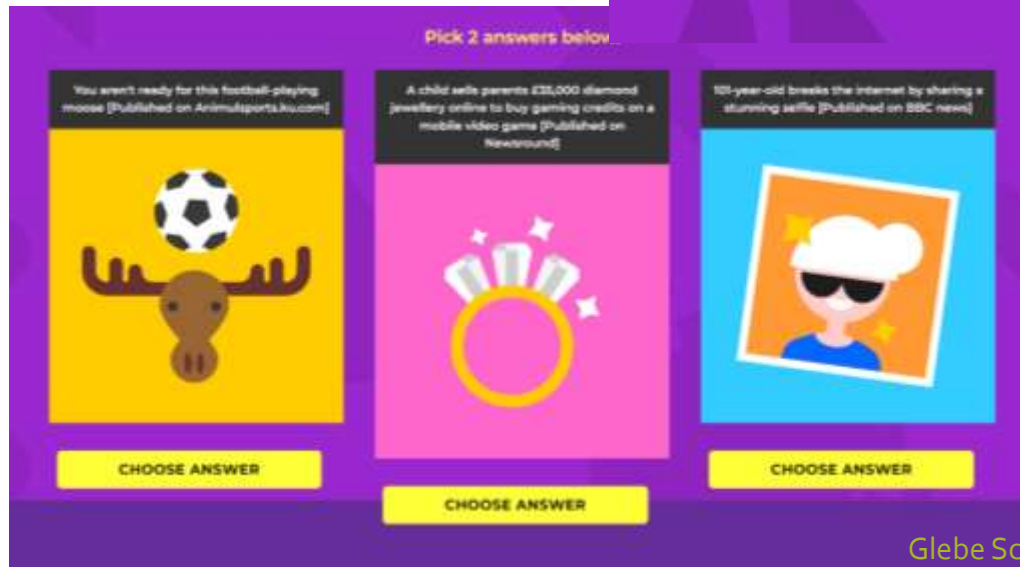 Pick 2 answers below
You aren't ready for this football-playing
moose [Published on Animulsports.ku.com]
A child sells parents £35,000 diamond
jewellery online to buy gaming credits on a
mobile video game [Published on
Newsround]
101-year-old breaks the internet by sharing a
stunning selfie [Published on BBC news]
CHOOSE ANSWER
CHOOSE ANSWER
CHOOSE ANSWER
Glebe Sc